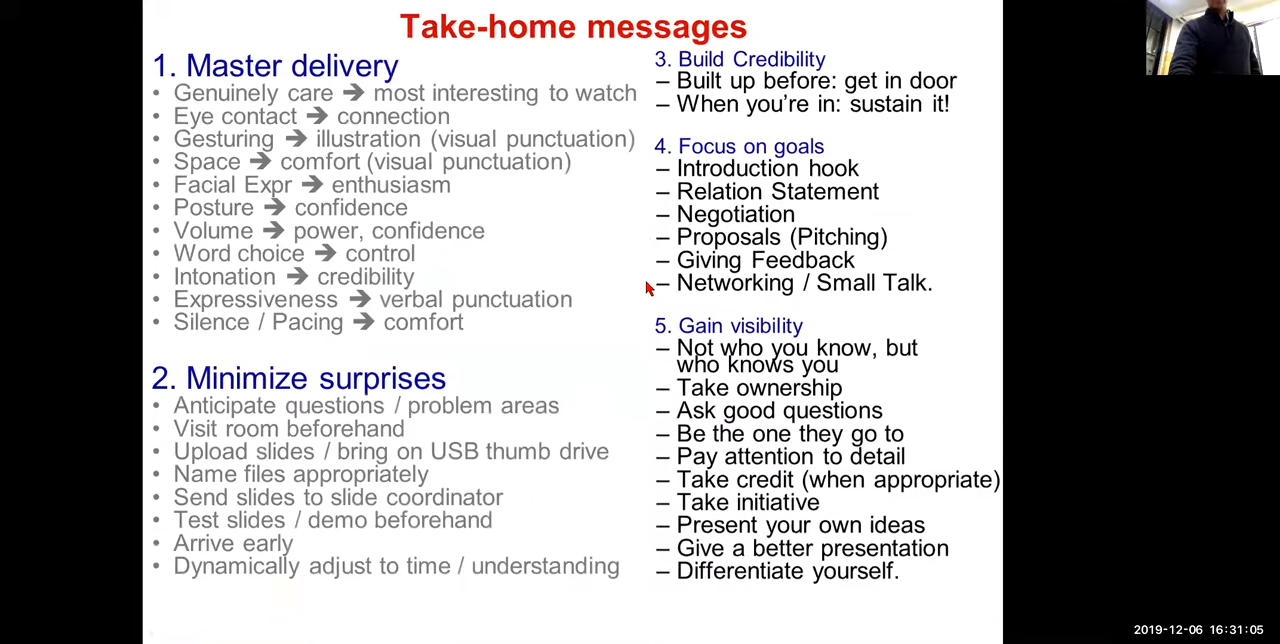 Take-home messages
1. Master delivery
• Genuinely care ➔ most interesting to watch
• Eye contact ➔ connection
• Gesturing ➔ illustration (visual punctuation)
• Space ➔ comfort (visual punctuation)
• Facial Expr ➔ enthusiasm
• Posture ➔ confidence
• Volume ➔ power, confidence
• Word choice ➔ control
• Intonation ➔ credibility
• Expressiveness ➔ verbal punctuation
• Silence / Pacing ➔ comfort
2. Minimize surprises
• Anticipate questions / problem areas
• Visit room beforehand
• Upload slides / bring on USB thumb drive
• Name files appropriately
• Send slides to slide coordinator
• Test slides / demo beforehand
• Arrive early
• Dynamically adjust to time / understanding
3. Build Credibility
– Built up before: get in door
– When you're in: sustain it!
4. Focus on goals
– Introduction hook
– Relation Statement
– Negotiation
– Proposals (Pitching)
– Giving Feedback
– Networking / Small Talk.
5. Gain visibility
– Not who you know, but
who knows you
– Take ownership
– Ask good questions
– Be the one they go to
– Pay attention to detail
– Take credit (when appropriate)
– Take initiative
– Present your own ideas
– Give a better presentation
– Differentiate yourself.
2019-12-06 16:31:05